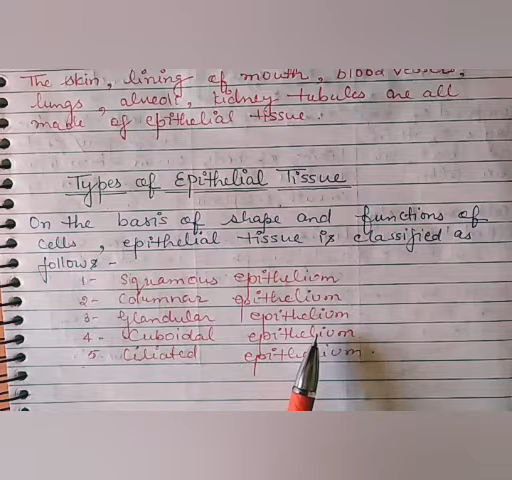 The skin, lining of mouth, blood vessels,
lungs, alveoli, kidney tubules are all
made of epithelial tissue.
Types of Epithelial Tissue
On the basis of shape and functions of
cells, epithelial tissue is classified as
follows -
1- Squamous epithelium
2- Columnar epithelium
3- Glandular epithelium
4- Cuboidal epithelium
5. Ciliated epithelium.